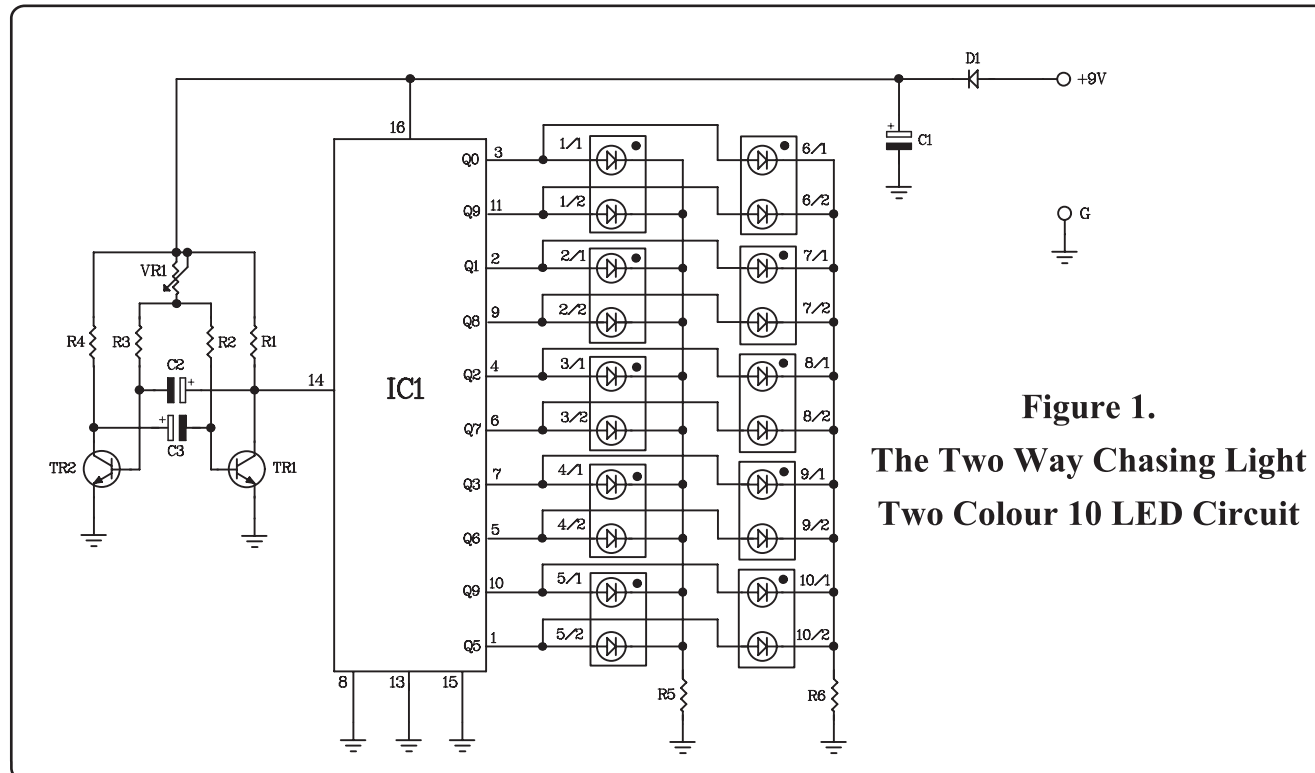 D1
+9V
16
C1
Q0 3 1/1 6/1
Q9 11 1/2 6/2
G
Q1 2 2/1 7/1
VR1
Q8 9 2/2 7/2
R4 R3 R2 R1
C2
+
Q2 4 3/1 8/1
14
IC1
+
C3
Q7 6 3/2 8/2
TR2 TR1
Q3 7 4/1 9/1
Q6 5 4/2 9/2
Q9 10 5/1 10/1
Q5 1 5/2 10/2
8 13 15
R5 R6
+
Figure 1.
The Two Way Chasing Light
Two Colour 10 LED Circuit